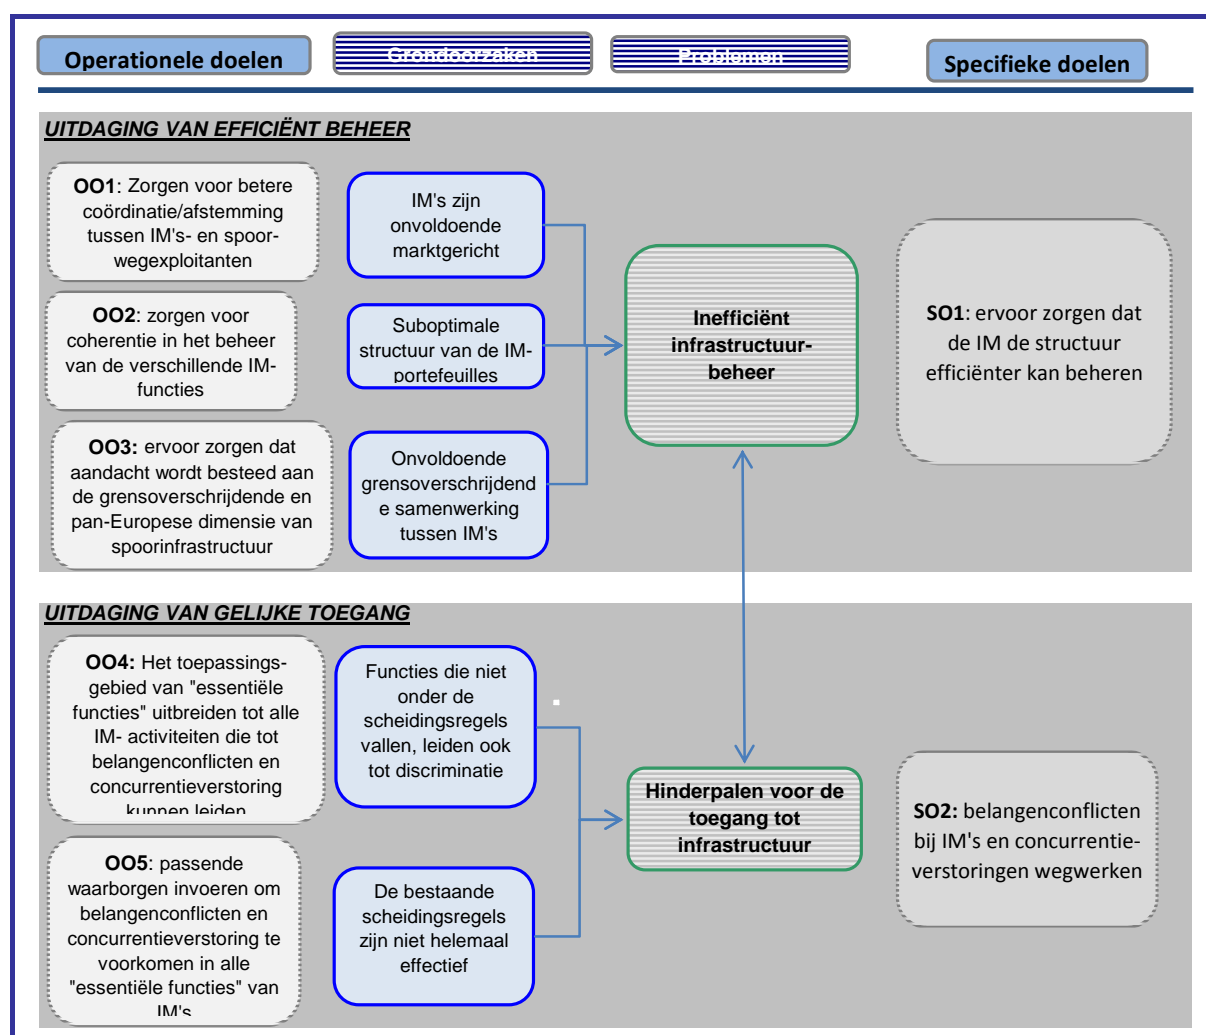 Operationele doelen
Grondoorzaken
Problemen
Specifieke doelen
UITDAGING VAN EFFICIËNT BEHEER
OO1: Zorgen voor betere
coördinatie/afstemming
tussen IM's- en spoor-
wegexploitanten
OO2: zorgen voor
coherentie in het beheer
van de verschillende IM-
functies
OO3: ervoor zorgen dat
aandacht wordt besteed aan
de grensoverschrijdende en
pan-Europese dimensie van
spoorinfrastructuur
IM's zijn
onvoldoende
marktgericht
Suboptimale
structuur van de IM-
portefeuilles
Onvoldoende
grensoverschrijdend
e samenwerking
tussen IM's
Inefficiënt
infrastructuur-
beheer
SO1: ervoor zorgen dat
de IM de structuur
efficiënter kan beheren
UITDAGING VAN GELIJKE TOEGANG
OO4: Het toepassings-
gebied van "essentiële
functies" uitbreiden tot alle
IM- activiteiten die tot
belangenconflicten en
concurrentieverstoring
kunnen leiden
OO5: passende
waarborgen invoeren om
belangenconflicten en
concurrentieverstoring te
voorkomen in alle
"essentiële functies" van
IM's
Functies die niet
onder de
scheidingsregels
vallen, leiden ook
tot discriminatie
De bestaande
scheidingsregels
zijn niet helemaal
effectief
Hinderpalen voor de
toegang tot
infrastructuur
SO2: belangenconflicten
bij IM's en concurrentie-
verstoringen wegwerken